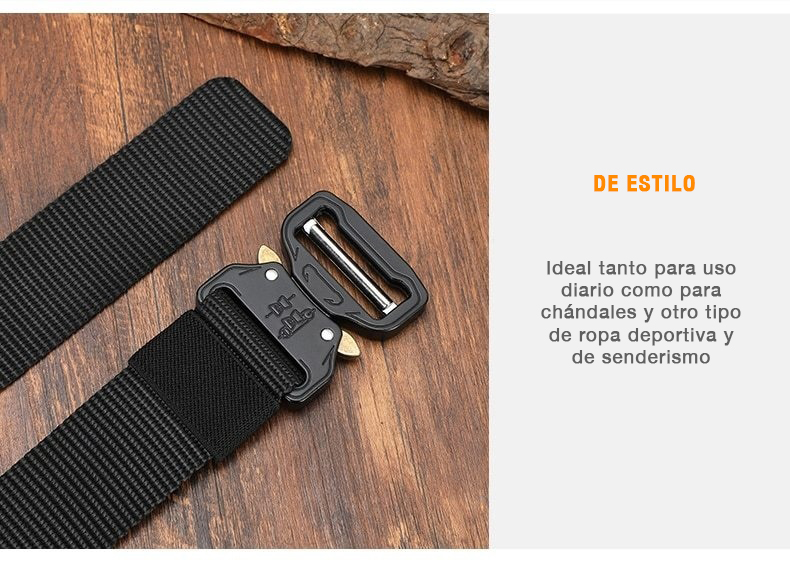 DE ESTILO
Ideal tanto para uso
diario como para
chándales y otro tipo
de ropa deportiva y
de senderismo